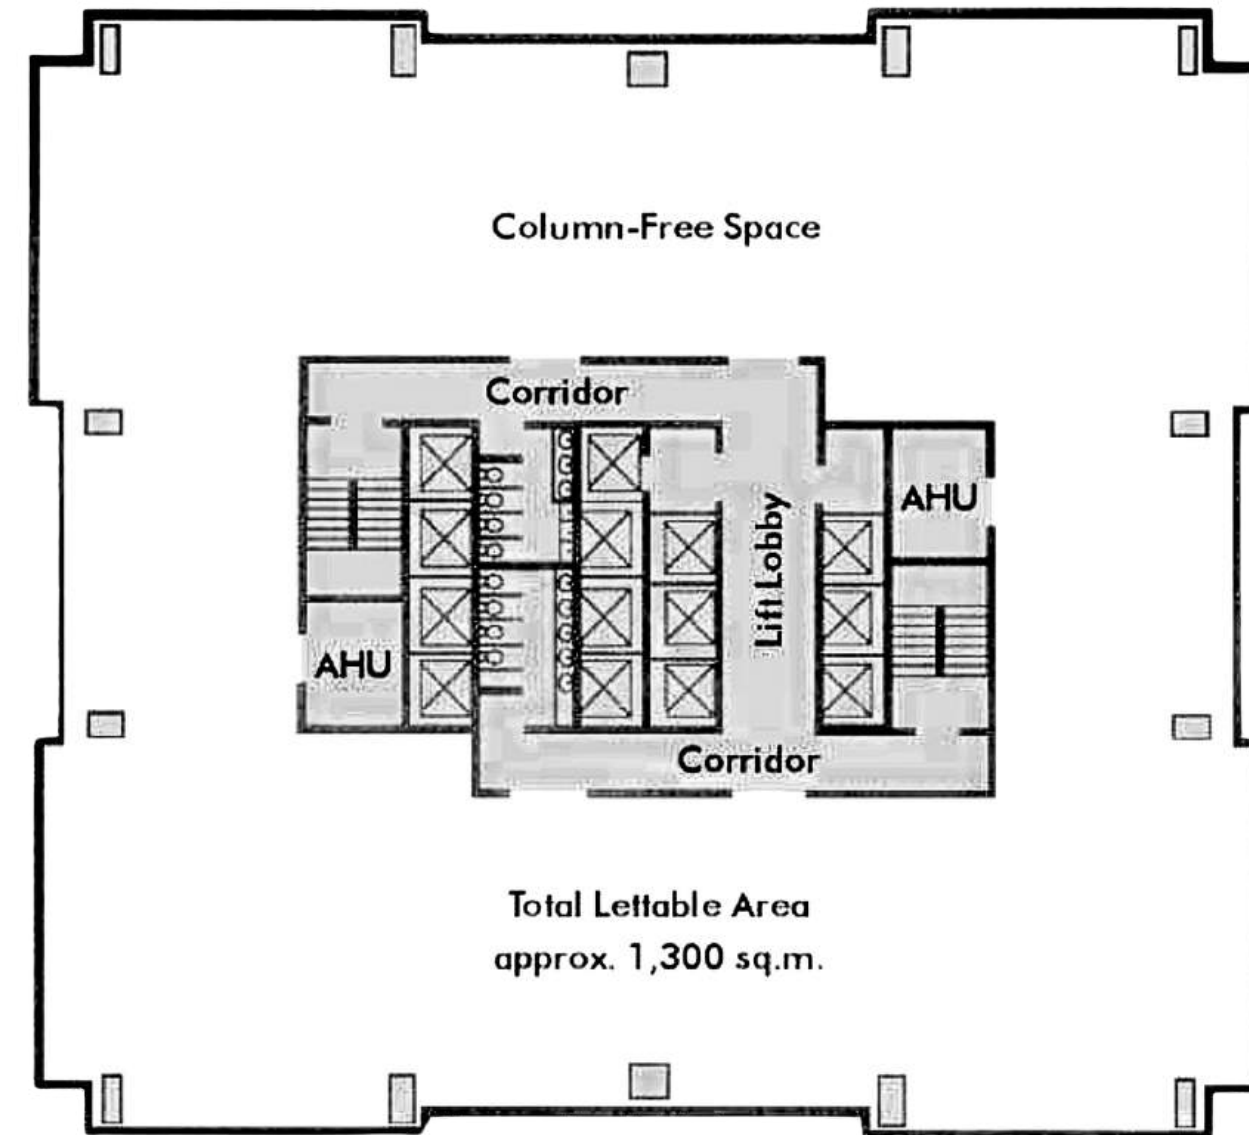 Column-Free Space
Corridor
AHU
Lift Lobby
AHU
Corridor
Total Lettable Area
approx. 1,300 sq.m.